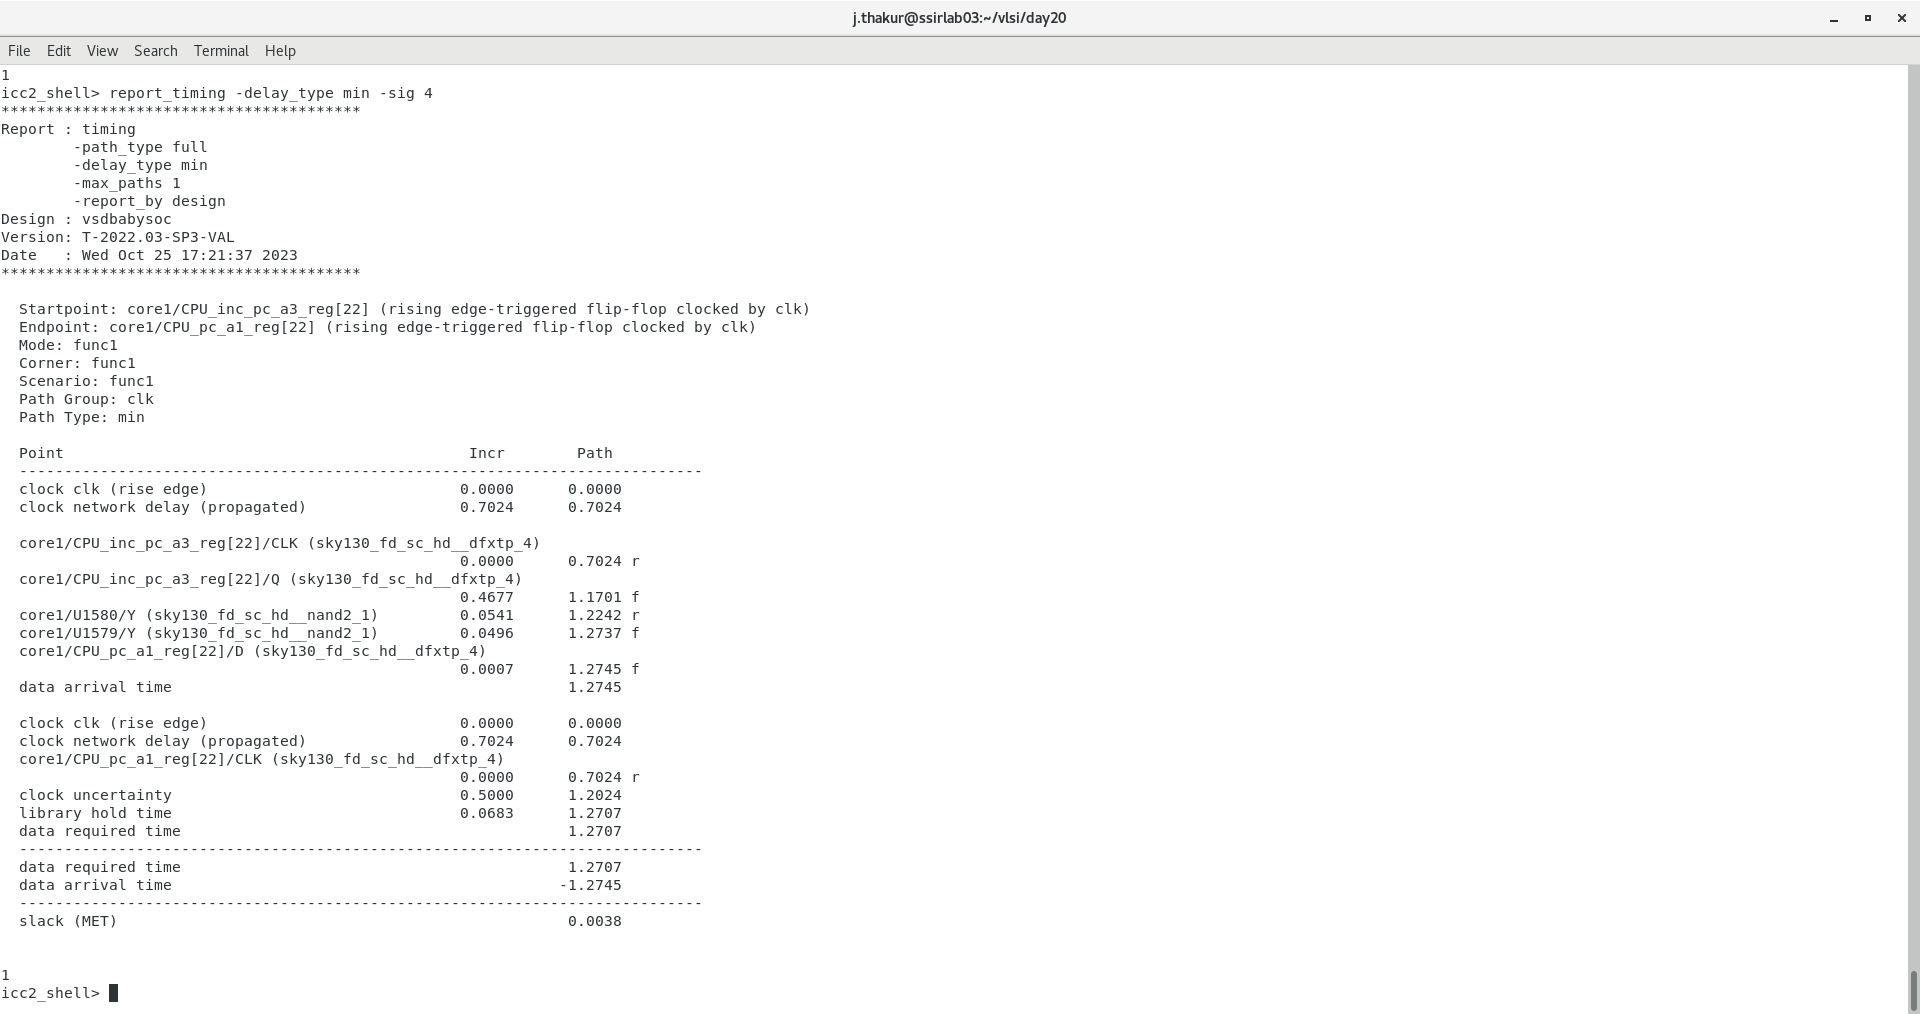 j.thakur@ssirlab03:~/vlsi/day20
File Edit View Search Terminal Help
1
icc2_shell> report_timing -delay_type min -sig 4
****************************************
Report : timing
        -path_type full
        -delay_type min
        -max_paths 1
        -report_by design
Design : vsdbabysoc
Version: T-2022.03-SP3-VAL
Date   : Wed Oct 25 17:21:37 2023
****************************************

  Startpoint: core1/CPU_inc_pc_a3_reg[22] (rising edge-triggered flip-flop clocked by clk)
  Endpoint: core1/CPU_pc_a1_reg[22] (rising edge-triggered flip-flop clocked by clk)
  Mode: func1
  Corner: func1
  Scenario: func1
  Path Group: clk
  Path Type: min

  Point                                             Incr        Path
  ----------------------------------------------------------------------------
  clock clk (rise edge)                            0.0000      0.0000
  clock network delay (propagated)                 0.7024      0.7024

  core1/CPU_inc_pc_a3_reg[22]/CLK (sky130_fd_sc_hd__dfxtp_4)
                                                   0.0000      0.7024 r
  core1/CPU_inc_pc_a3_reg[22]/Q (sky130_fd_sc_hd__dfxtp_4)
                                                   0.4677      1.1701 f
  core1/U1580/Y (sky130_fd_sc_hd__nand2_1)         0.0541      1.2242 r
  core1/U1579/Y (sky130_fd_sc_hd__nand2_1)         0.0496      1.2737 f
  core1/CPU_pc_a1_reg[22]/D (sky130_fd_sc_hd__dfxtp_4)
                                                   0.0007      1.2745 f
  data arrival time                                            1.2745

  clock clk (rise edge)                            0.0000      0.0000
  clock network delay (propagated)                 0.7024      0.7024
  core1/CPU_pc_a1_reg[22]/CLK (sky130_fd_sc_hd__dfxtp_4)
                                                   0.0000      0.7024 r
  clock uncertainty                                0.5000      1.2024
  library hold time                                0.0683      1.2707
  data required time                                           1.2707
  ----------------------------------------------------------------------------
  data required time                                           1.2707
  data arrival time                                           -1.2745
  ----------------------------------------------------------------------------
  slack (MET)                                                  0.0038

1
icc2_shell>